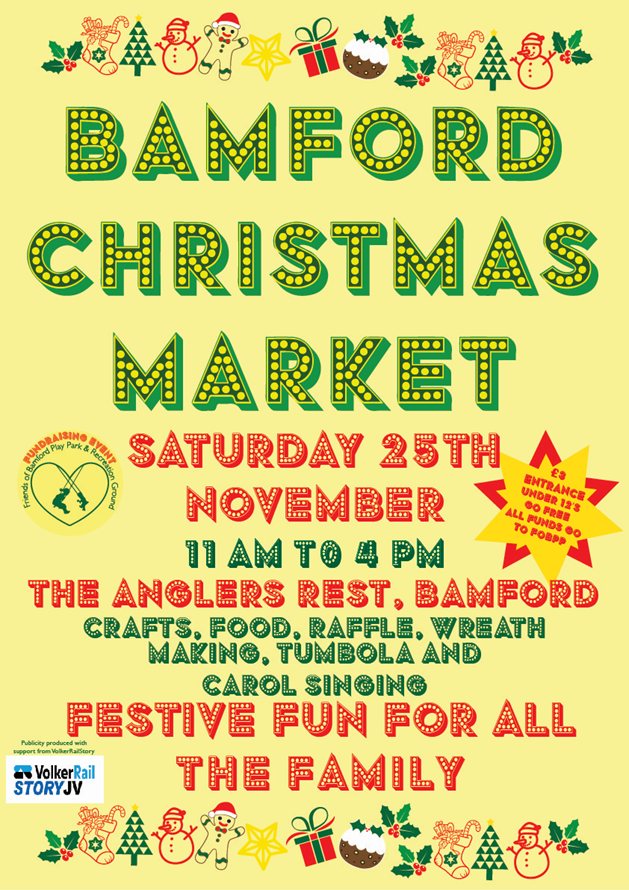 BAMFORD
CHRISTMAS
MARKET
FUNDRAISING EVENT
Friends of Bamford Play Park & Recreation Ground
SATURDAY 25TH
NOVEMBER
£3
ENTRANCE
UNDER 12'S
GO FREE
ALL FUNDS GO
TO FOBPP
11 AM TO 4 PM
THE ANGLERS REST, BAMFORD
CRAFTS, FOOD, RAFFLE, WREATH
MAKING, TUMBOLA AND
CAROL SINGING
FESTIVE FUN FOR ALL
THE FAMILY
Publicity produced with
support from VolkerRailStory
VolkerRail
STORYJV